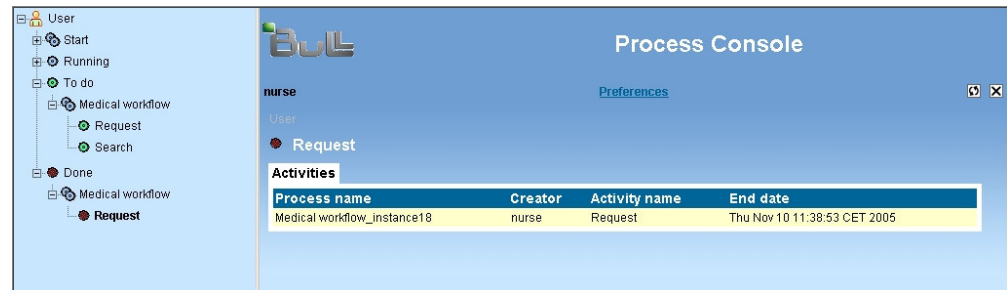 User
Start
Running
To do
Medical workflow
Request
Search
Done
Medical workflow
Request
Bull
Process Console
nurse Preferences
User
Request
Activities
Process name Creator Activity name End date
Medical workflow_instance18 nurse Request Thu Nov 10 11:38:53 CET 2005